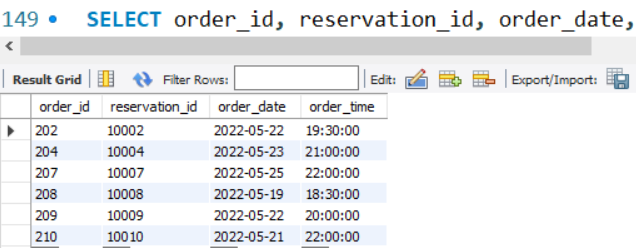 149 SELECT order_id, reservation_id, order_date,
Result Grid Filter Rows: Edit: Export/Import:
order_id reservation_id order_date order_time
202 10002 2022-05-22 19:30:00
204 10004 2022-05-23 21:00:00
207 10007 2022-05-25 22:00:00
208 10008 2022-05-19 18:30:00
209 10009 2022-05-22 20:00:00
210 10010 2022-05-21 22:00:00